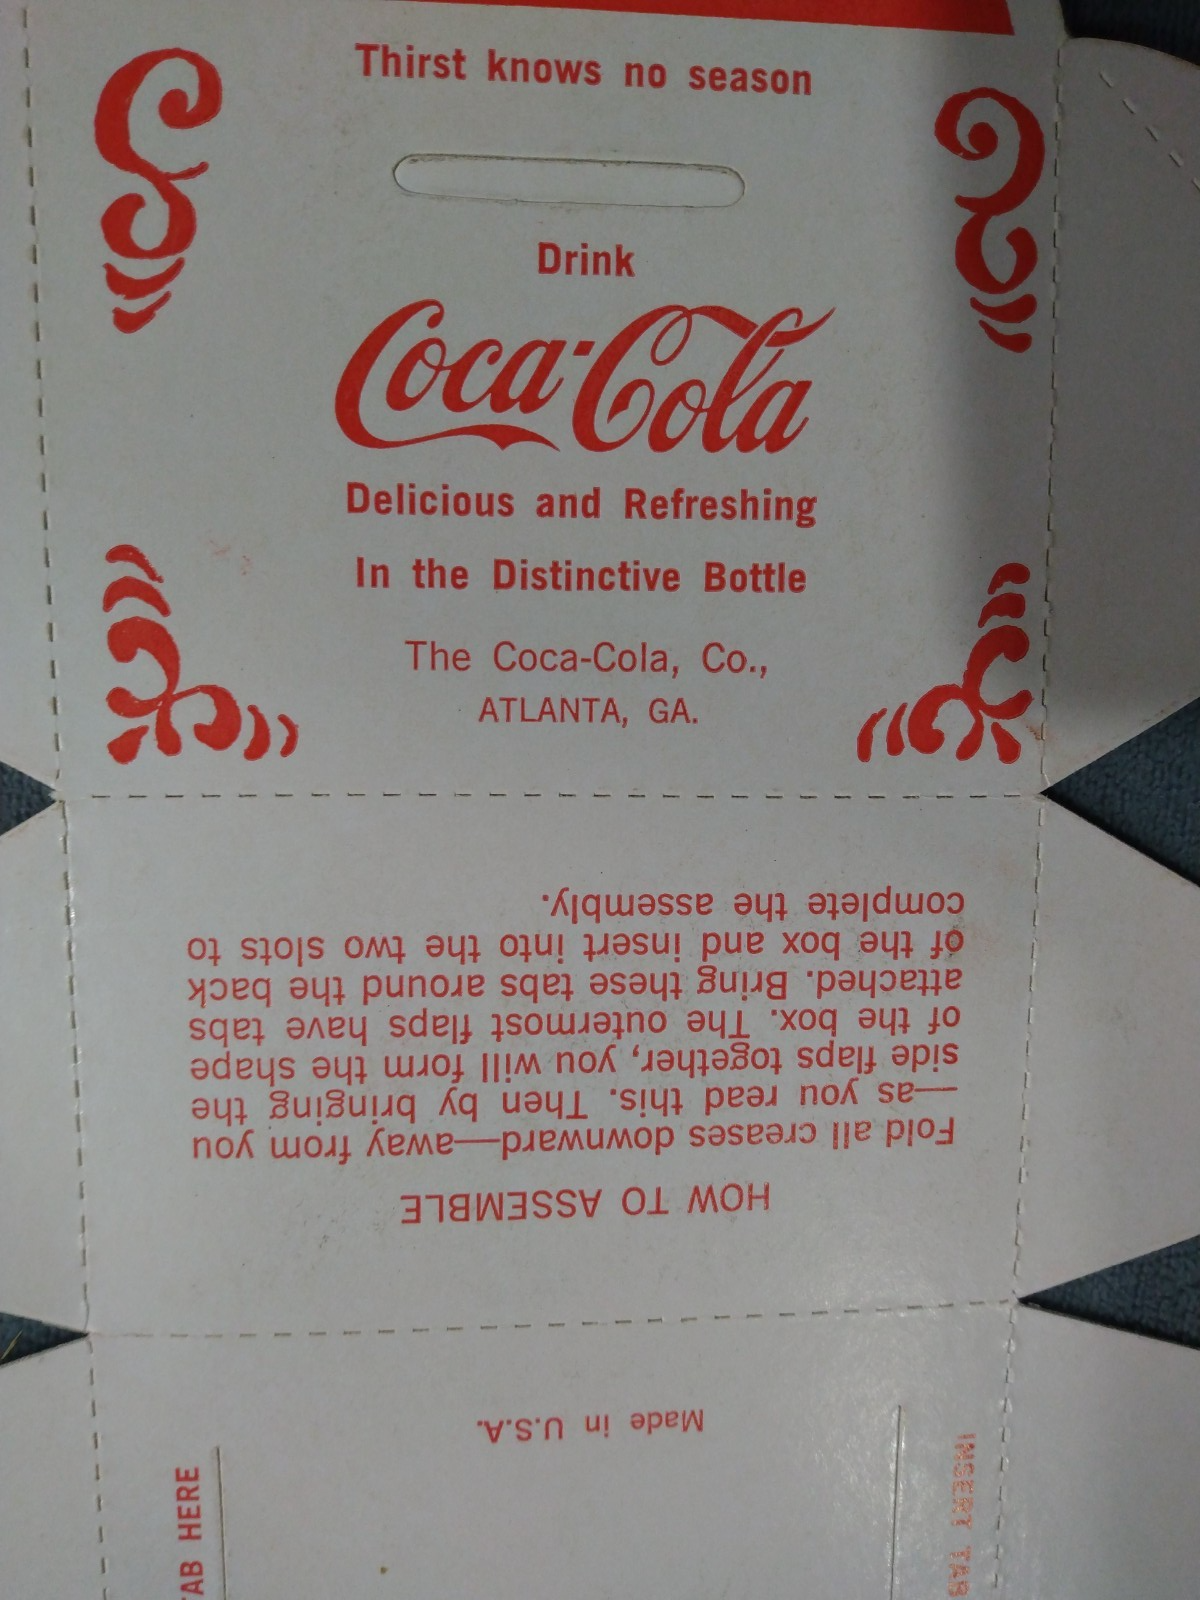 Thirst knows no season
Drink
Coca-Cola
Delicious and Refreshing
In the Distinctive Bottle
The Coca-Cola, Co.,
ATLANTA, GA.
HOW TO ASSEMBLE
Fold all creases downward—away from you
—as you read this. Then by bringing the
side flaps together, you will form the shape
of the box. The outermost flaps have tabs
attached. Bring these tabs around the back
of the box and insert into the two slots to
complete the assembly.
Made in U.S.A.
TAB HERE
INSERT TAB